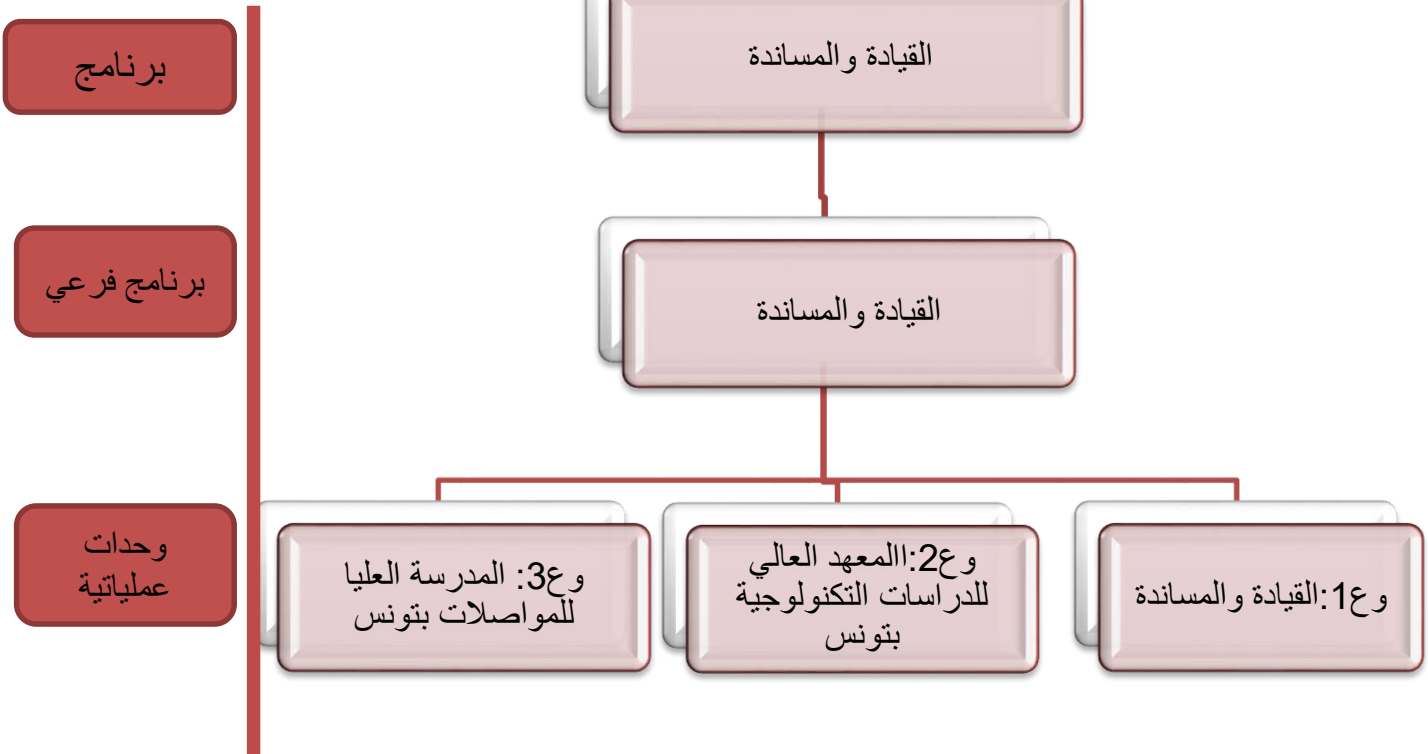 برنامج
القيادة والمساندة
برنامج فرعي
القيادة والمساندة
وحدات
عملياتية
وع1:القيادة والمساندة
وع2:االمعهد العالي
للدراسات التكنولوجية
بتونس
وع3: المدرسة العليا
للمواصلات بتونس